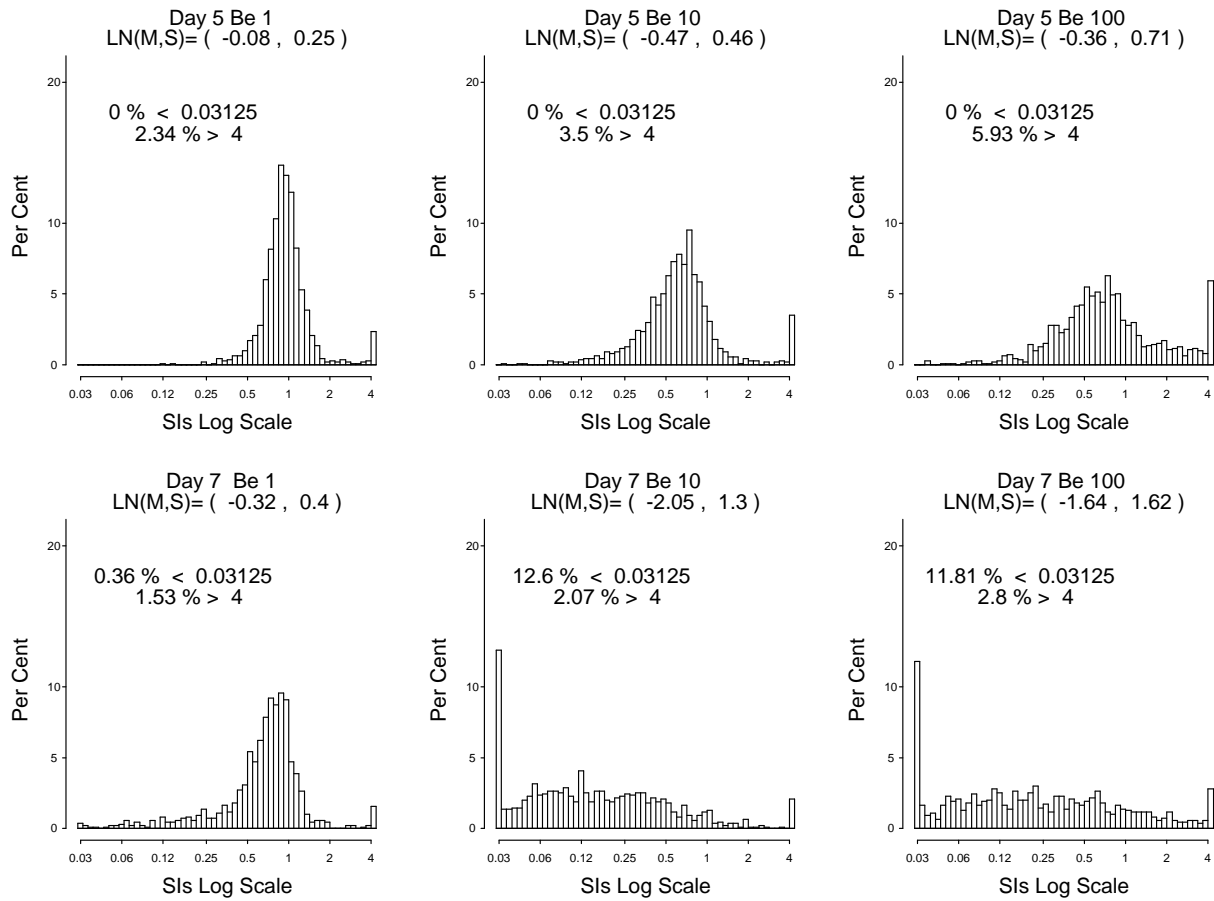 Day 5 Be 1
LN(M,S)= ( -0.08 , 0.25 )
0 % < 0.03125
2.34 % > 4
Per Cent
20
10
5
0
0.03 0.06 0.12 0.25 0.5 1 2 4
SIs Log Scale
Day 5 Be 10
LN(M,S)= ( -0.47 , 0.46 )
0 % < 0.03125
3.5 % > 4
Per Cent
20
10
5
0
0.03 0.06 0.12 0.25 0.5 1 2 4
SIs Log Scale
Day 5 Be 100
LN(M,S)= ( -0.36 , 0.71 )
0 % < 0.03125
5.93 % > 4
Per Cent
20
10
5
0
0.03 0.06 0.12 0.25 0.5 1 2 4
SIs Log Scale
Day 7 Be 1
LN(M,S)= ( -0.32 , 0.4 )
0.36 % < 0.03125
1.53 % > 4
Per Cent
20
10
5
0
0.03 0.06 0.12 0.25 0.5 1 2 4
SIs Log Scale
Day 7 Be 10
LN(M,S)= ( -2.05 , 1.3 )
12.6 % < 0.03125
2.07 % > 4
Per Cent
20
10
5
0
0.03 0.06 0.12 0.25 0.5 1 2 4
SIs Log Scale
Day 7 Be 100
LN(M,S)= ( -1.64 , 1.62 )
11.81 % < 0.03125
2.8 % > 4
Per Cent
20
10
5
0
0.03 0.06 0.12 0.25 0.5 1 2 4
SIs Log Scale